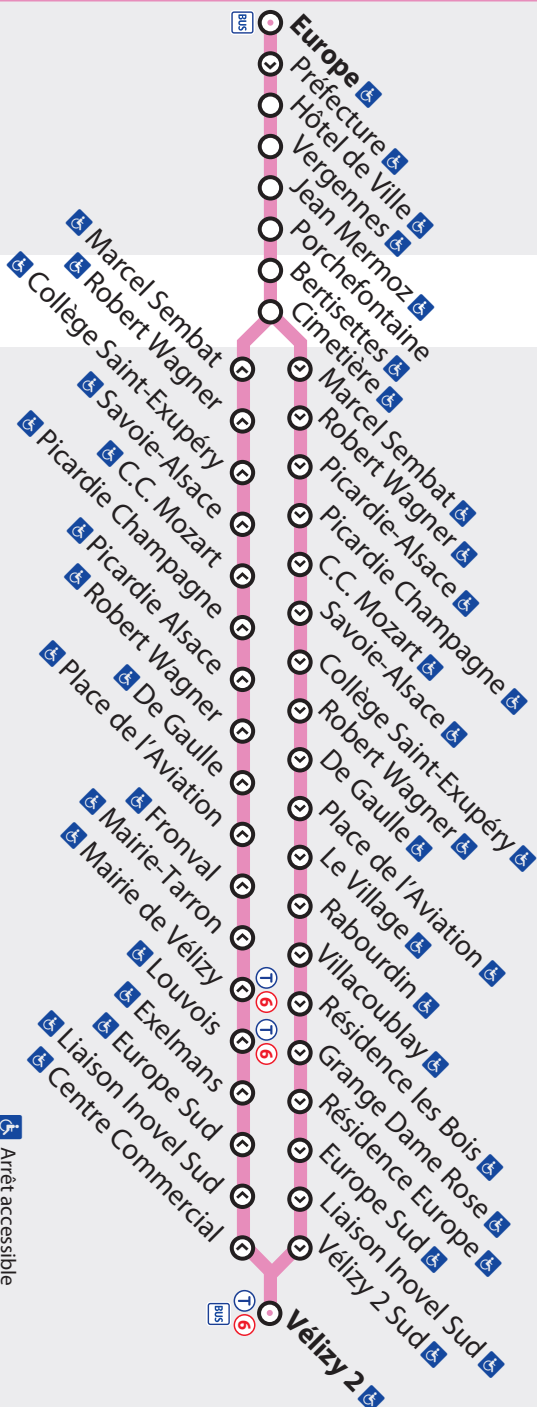 BUS
Europe
Préfecture
Hôtel de Ville
Vergennes
Jean Mermoz
Porchefontaine
Bertisettes
Cimetière
Marcel Sembat
Robert Wagner
Picardie-Alsace
Picardie Champagne
C.C. Mozart
Savoie-Alsace
Collège Saint-Exupéry
Robert Wagner
De Gaulle
Place de l'Aviation
Le Village
Rabourdin
Villacoublay
Résidence les Bois
Grange Dame Rose
Résidence Europe
Europe Sud
Liaison Inovel Sud
Vélizy 2 Sud
Marcel Sembat
Robert Wagner
Collège Saint-Exupéry
Savoie-Alsace
C.C. Mozart
Picardie Champagne
Picardie Alsace
Robert Wagner
De Gaulle
Place de l'Aviation
Fronval
Mairie-Tarron
Mairie de Vélizy
T 6
Louvois
T 6
Exelmans
Europe Sud
Liaison Inovel Sud
Centre Commercial
T 6
BUS
Vélizy 2
Arrêt accessible